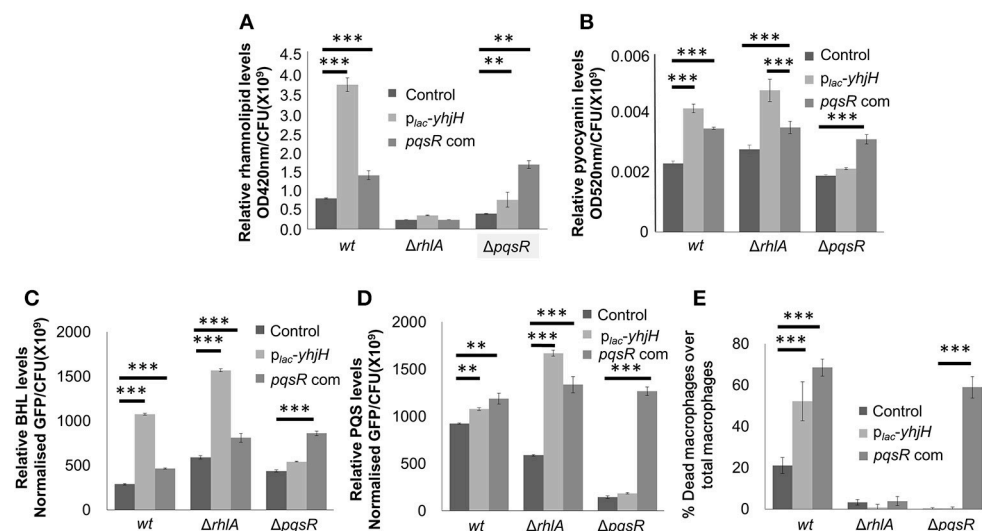 A
Relative rhamnolipid levels
OD420nm/CFU(X10⁹)
4.5
4.0
3.5
3.0
2.5
2.0
1.5
1.0
0.5
0.0
***
***
**
**
Control
plac-yhjH
pqsR com
wt
ΔrhlA
ΔpqsR
B
Relative pyocyanin levels
OD520nm/CFU(X10⁹)
0.006
0.004
0.002
0
***
***
***
***
***
Control
plac-yhjH
pqsR com
wt
ΔrhlA
ΔpqsR
C
Relative BHL levels
Normalised GFP/CFU(X10⁹)
2000
1500
1000
500
0
***
***
***
***
***
Control
plac-yhjH
pqsR com
wt
ΔrhlA
ΔpqsR
D
Relative PQS levels
Normalised GFP/CFU(X10⁹)
2000
1500
1000
500
0
**
**
***
***
***
Control
plac-yhjH
pqsR com
wt
ΔrhlA
ΔpqsR
E
% Dead macrophages over
total macrophages
80
60
40
20
0
***
***
***
Control
plac-yhjH
pqsR com
wt
ΔrhlA
ΔpqsR